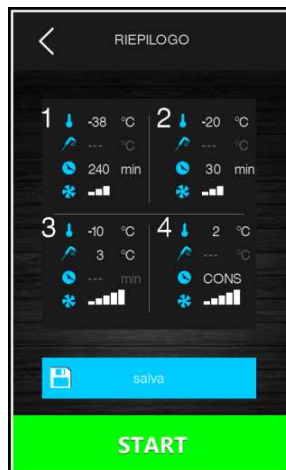 RIEPILOGO
1 -38 °C 2 -20 °C
--- °C --- °C
240 min 30 min
3 -10 °C 4 2 °C
3 °C --- °C
--- min --- CONS
salva
START